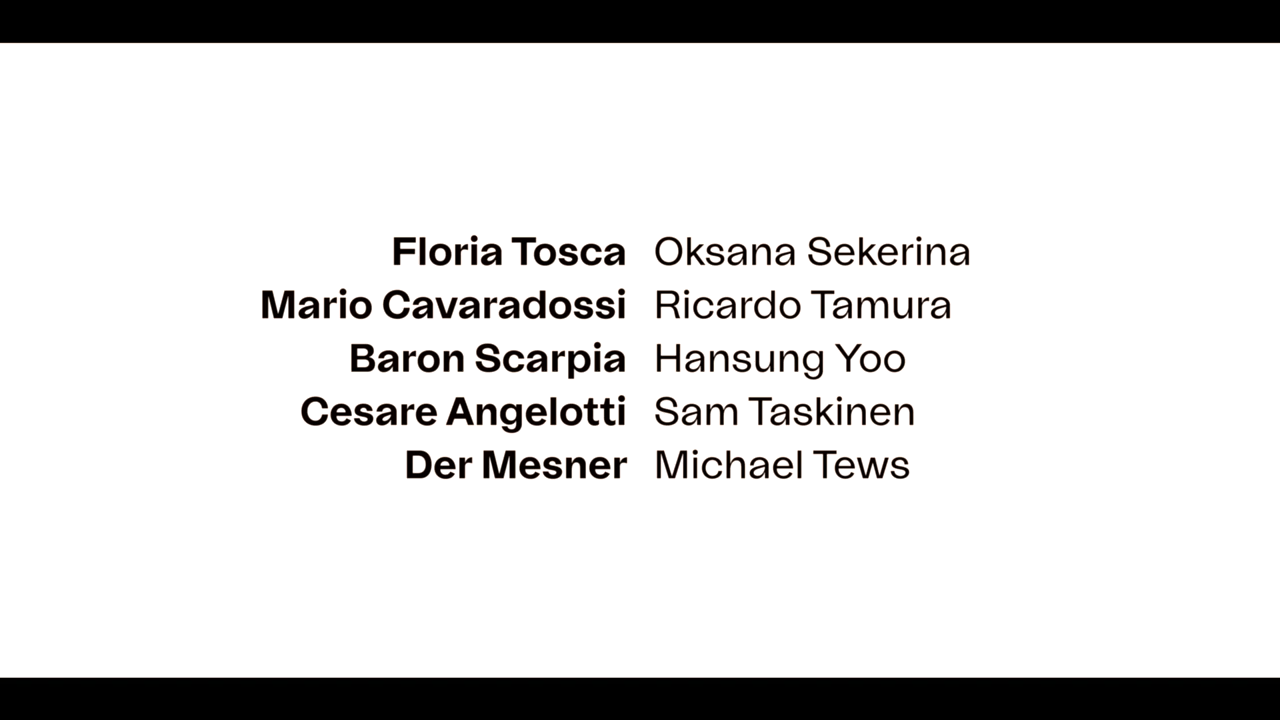 Floria Tosca Oksana Sekerina
Mario Cavaradossi Ricardo Tamura
Baron Scarpia Hansung Yoo
Cesare Angelotti Sam Taskinen
Der Mesner Michael Tews